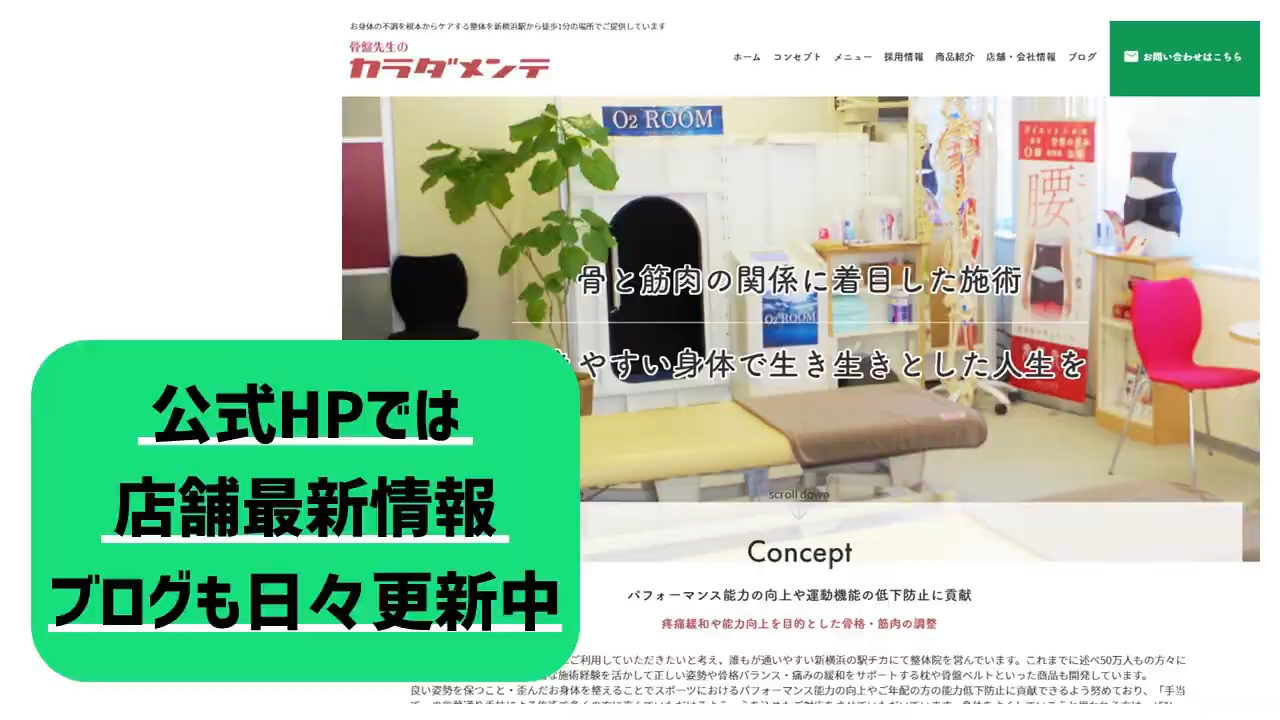 お身体の不調を根本からケアする整体を新横浜駅から徒歩1分の場所でご提供しています
骨盤先生の
カラダメンテ
ホーム コンセプト メニュー 採用情報 商品紹介 店舗・会社情報 ブログ
お問い合わせはこちら
O2 ROOM
腰
骨と筋肉の関係に着目した施術
O2 ROOM
やすい身体で生き生きとした人生を
公式HPでは
店舗最新情報
ブログも日々更新中
scroll down
Concept
パフォーマンス能力の向上や運動機能の低下防止に貢献
疼痛緩和や能力向上を目的とした骨格・筋肉の調整
ご利用していただきたいと考え、誰もが通いやすい新横浜の駅チカにて整体院を営んでいます。これまでに述べ50万人もの方々に
施術経験を活かして正しい姿勢や骨格バランス・痛みの緩和をサポートする枕や骨盤ベルトといった商品も開発しています。
良い姿勢を保つこと・歪んだお身体を整えることでスポーツにおけるパフォーマンス能力の向上やご年配の方の能力低下防止に貢献できるよう努めており、「手当